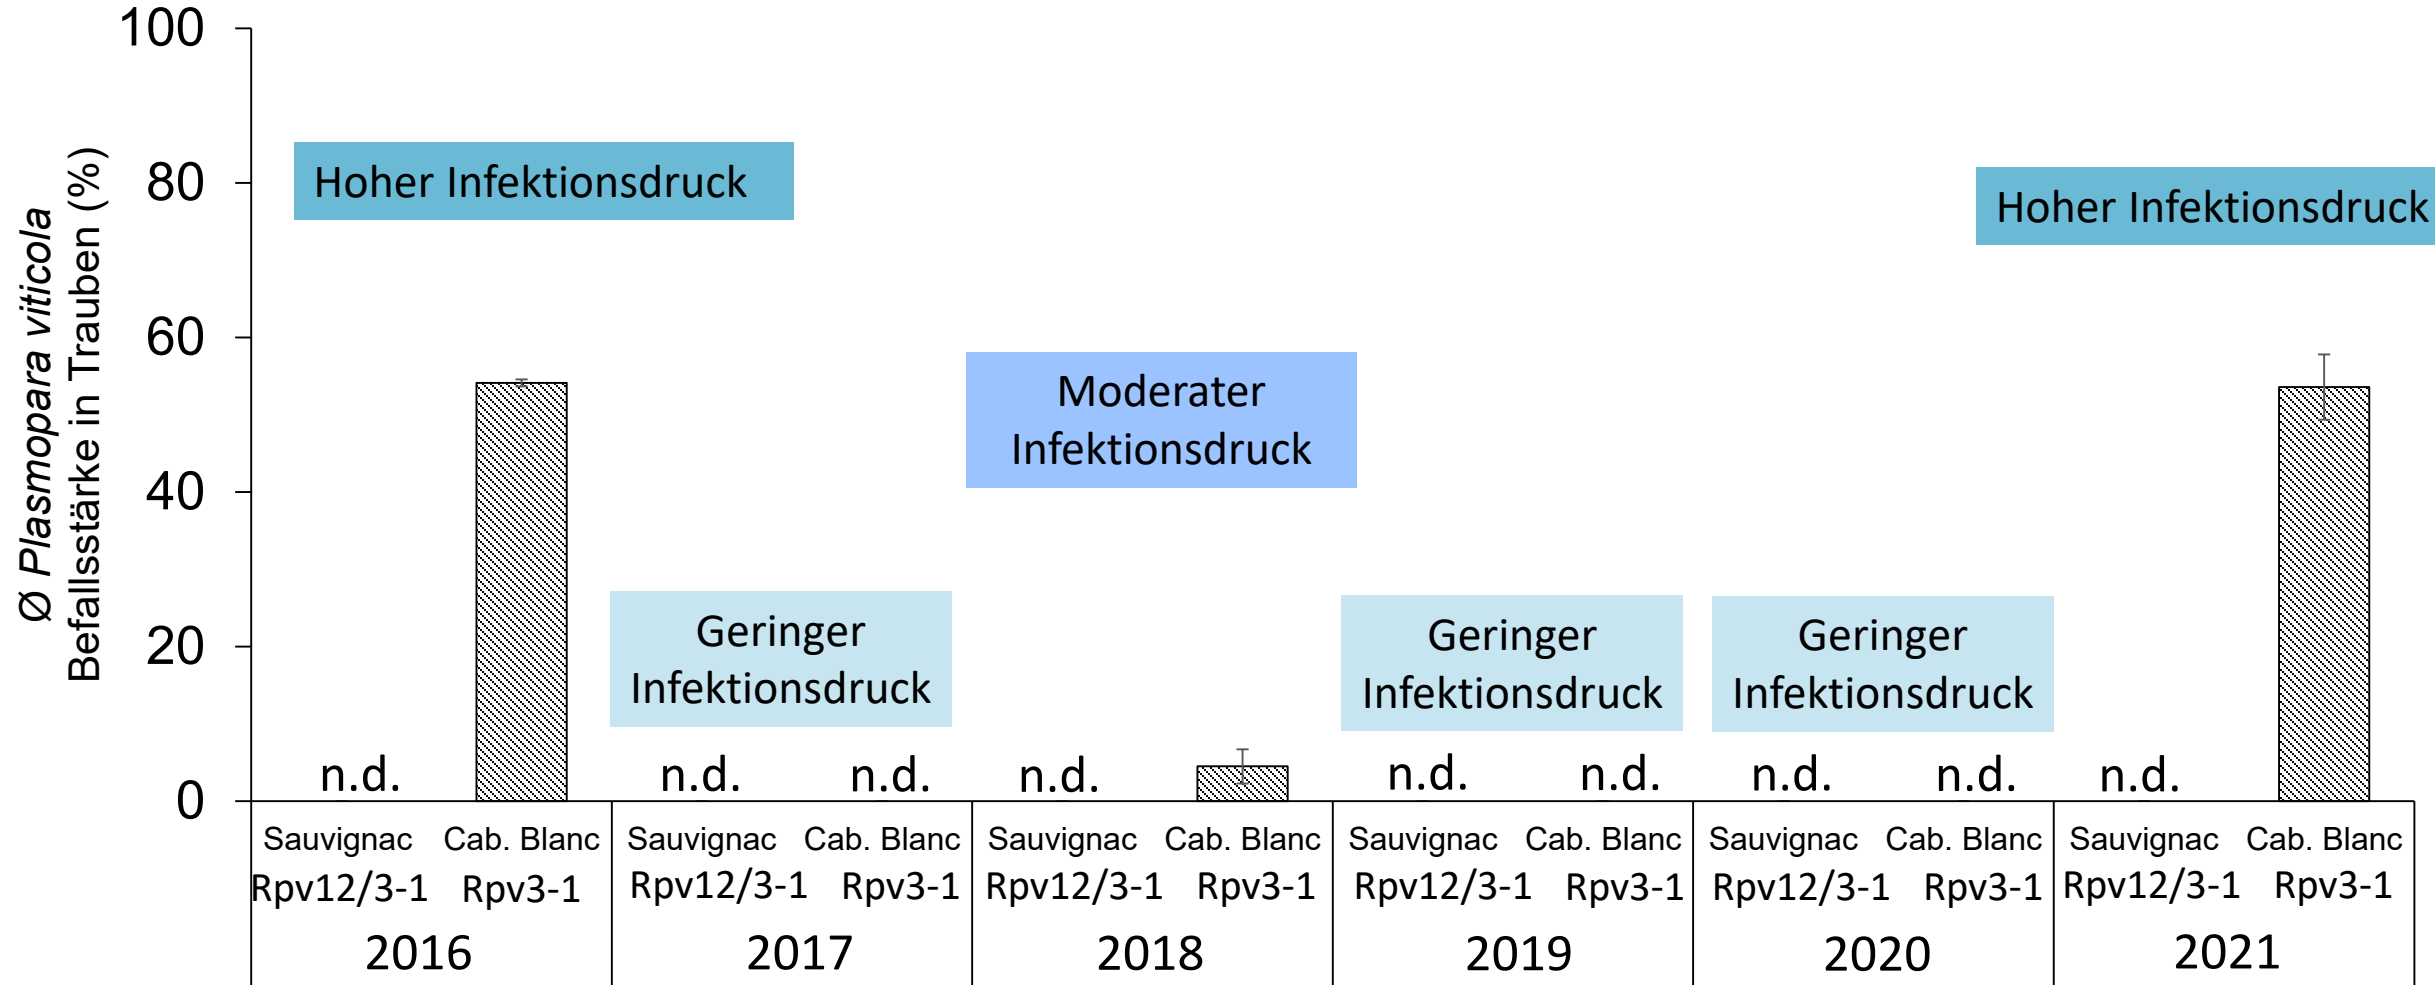 Ø Plasmopara viticola
Befallsstärke in Trauben (%)
100
80
60
40
20
0
Hoher Infektionsdruck
Hoher Infektionsdruck
Moderater
Infektionsdruck
Geringer
Infektionsdruck
Geringer
Infektionsdruck
Geringer
Infektionsdruck
n.d. n.d. n.d. n.d. n.d. n.d. n.d. n.d. n.d.
Sauvignac Cab. Blanc Sauvignac Cab. Blanc Sauvignac Cab. Blanc Sauvignac Cab. Blanc Sauvignac Cab. Blanc Sauvignac Cab. Blanc
Rpv12/3-1 Rpv3-1 Rpv12/3-1 Rpv3-1 Rpv12/3-1 Rpv3-1 Rpv12/3-1 Rpv3-1 Rpv12/3-1 Rpv3-1 Rpv12/3-1 Rpv3-1
2016 2017 2018 2019 2020 2021